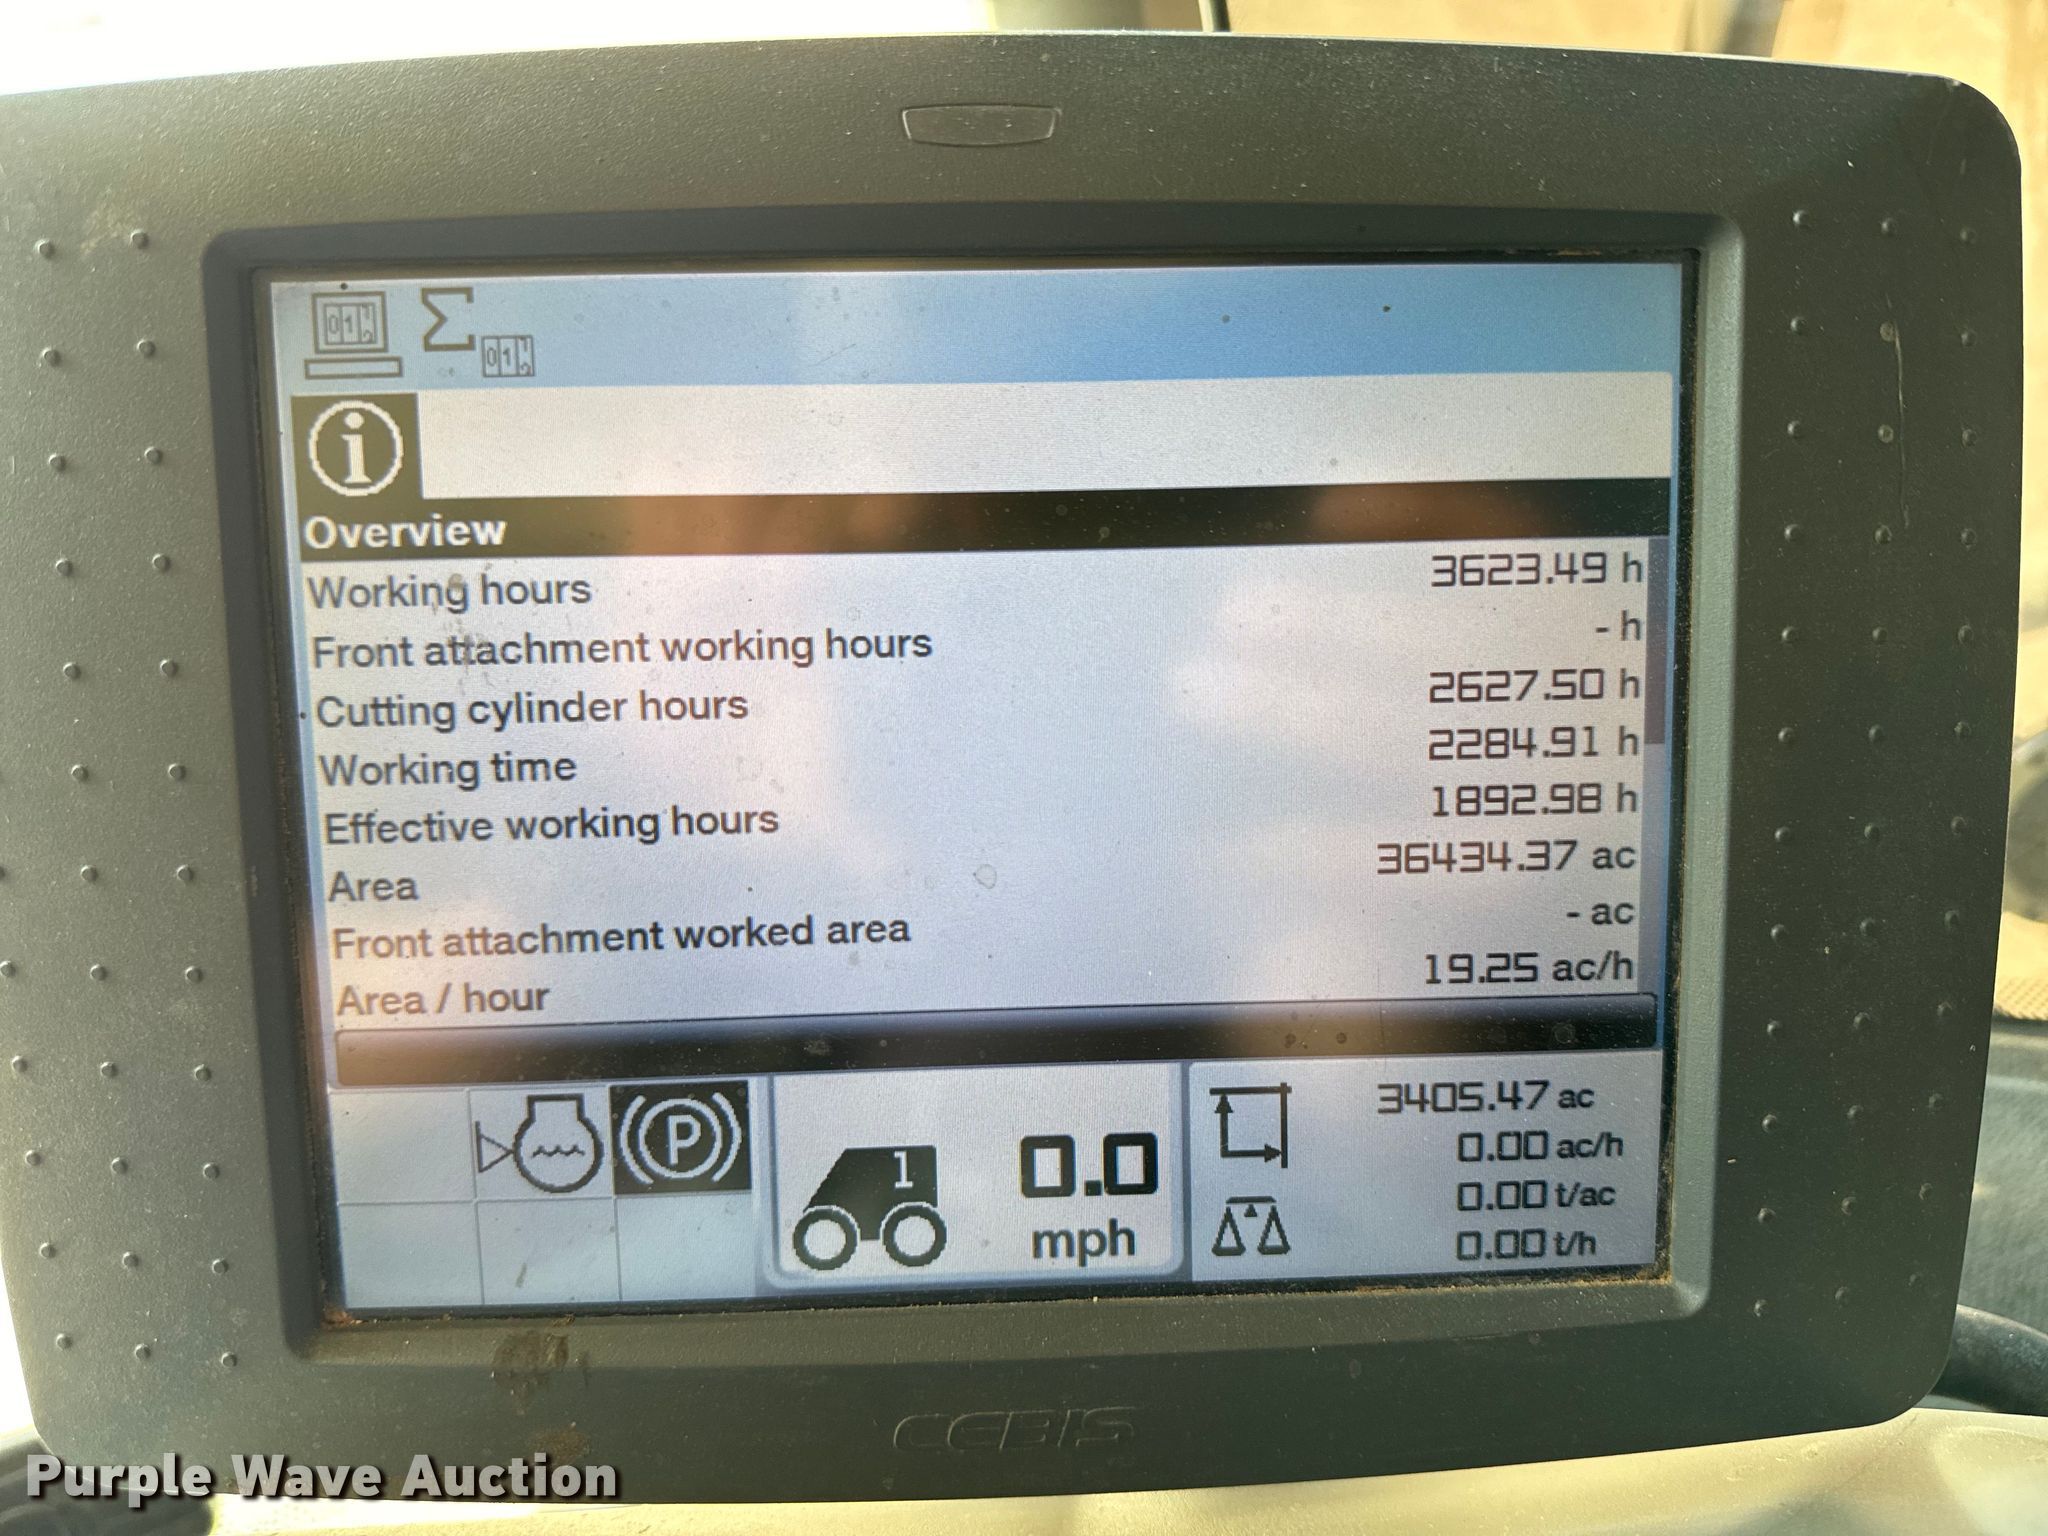 Overview
Working hours 3623.49 h
Front attachment working hours - h
Cutting cylinder hours 2627.50 h
Working time 2284.91 h
Effective working hours 1892.98 h
Area 36434.37 ac
Front attachment worked area - ac
Area / hour 19.25 ac/h
P
1
0.0
mph
3405.47 ac
0.00 ac/h
0.00 t/ac
0.00 t/h
CEBIS
Purple Wave Auction